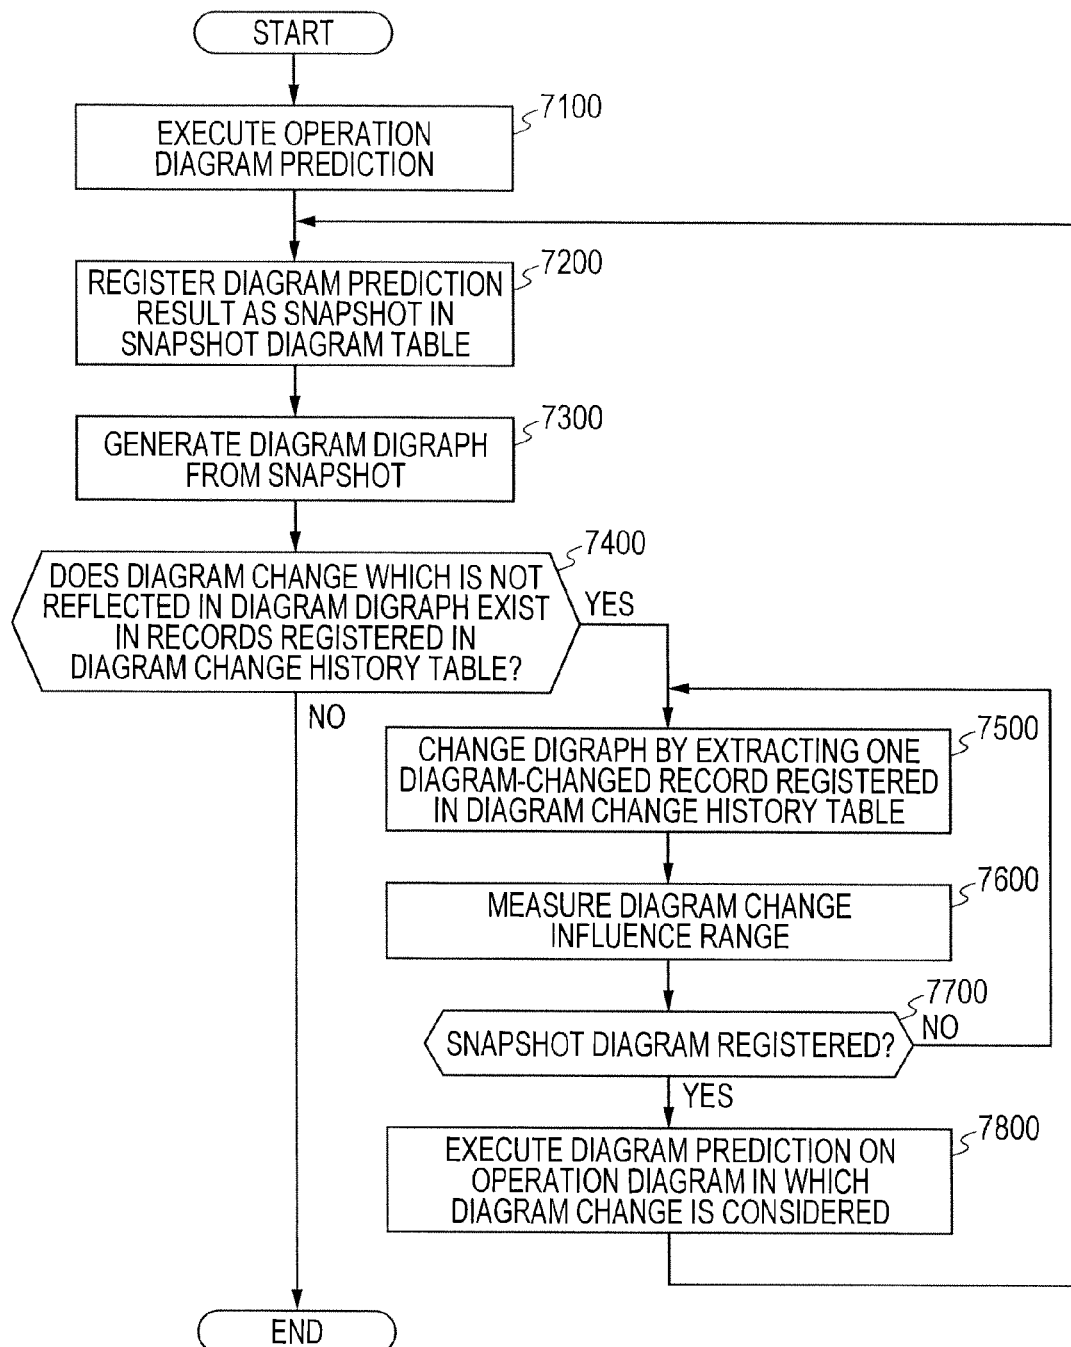 START
7100
EXECUTE OPERATION
DIAGRAM PREDICTION
7200
REGISTER DIAGRAM PREDICTION
RESULT AS SNAPSHOT IN
SNAPSHOT DIAGRAM TABLE
7300
GENERATE DIAGRAM DIGRAPH
FROM SNAPSHOT
7400
DOES DIAGRAM CHANGE WHICH IS NOT
REFLECTED IN DIAGRAM DIGRAPH EXIST
IN RECORDS REGISTERED IN
DIAGRAM CHANGE HISTORY TABLE?
YES
NO
7500
CHANGE DIGRAPH BY EXTRACTING ONE
DIAGRAM-CHANGED RECORD REGISTERED
IN DIAGRAM CHANGE HISTORY TABLE
7600
MEASURE DIAGRAM CHANGE
INFLUENCE RANGE
7700
SNAPSHOT DIAGRAM REGISTERED?
NO
YES
7800
EXECUTE DIAGRAM PREDICTION ON
OPERATION DIAGRAM IN WHICH
DIAGRAM CHANGE IS CONSIDERED
END